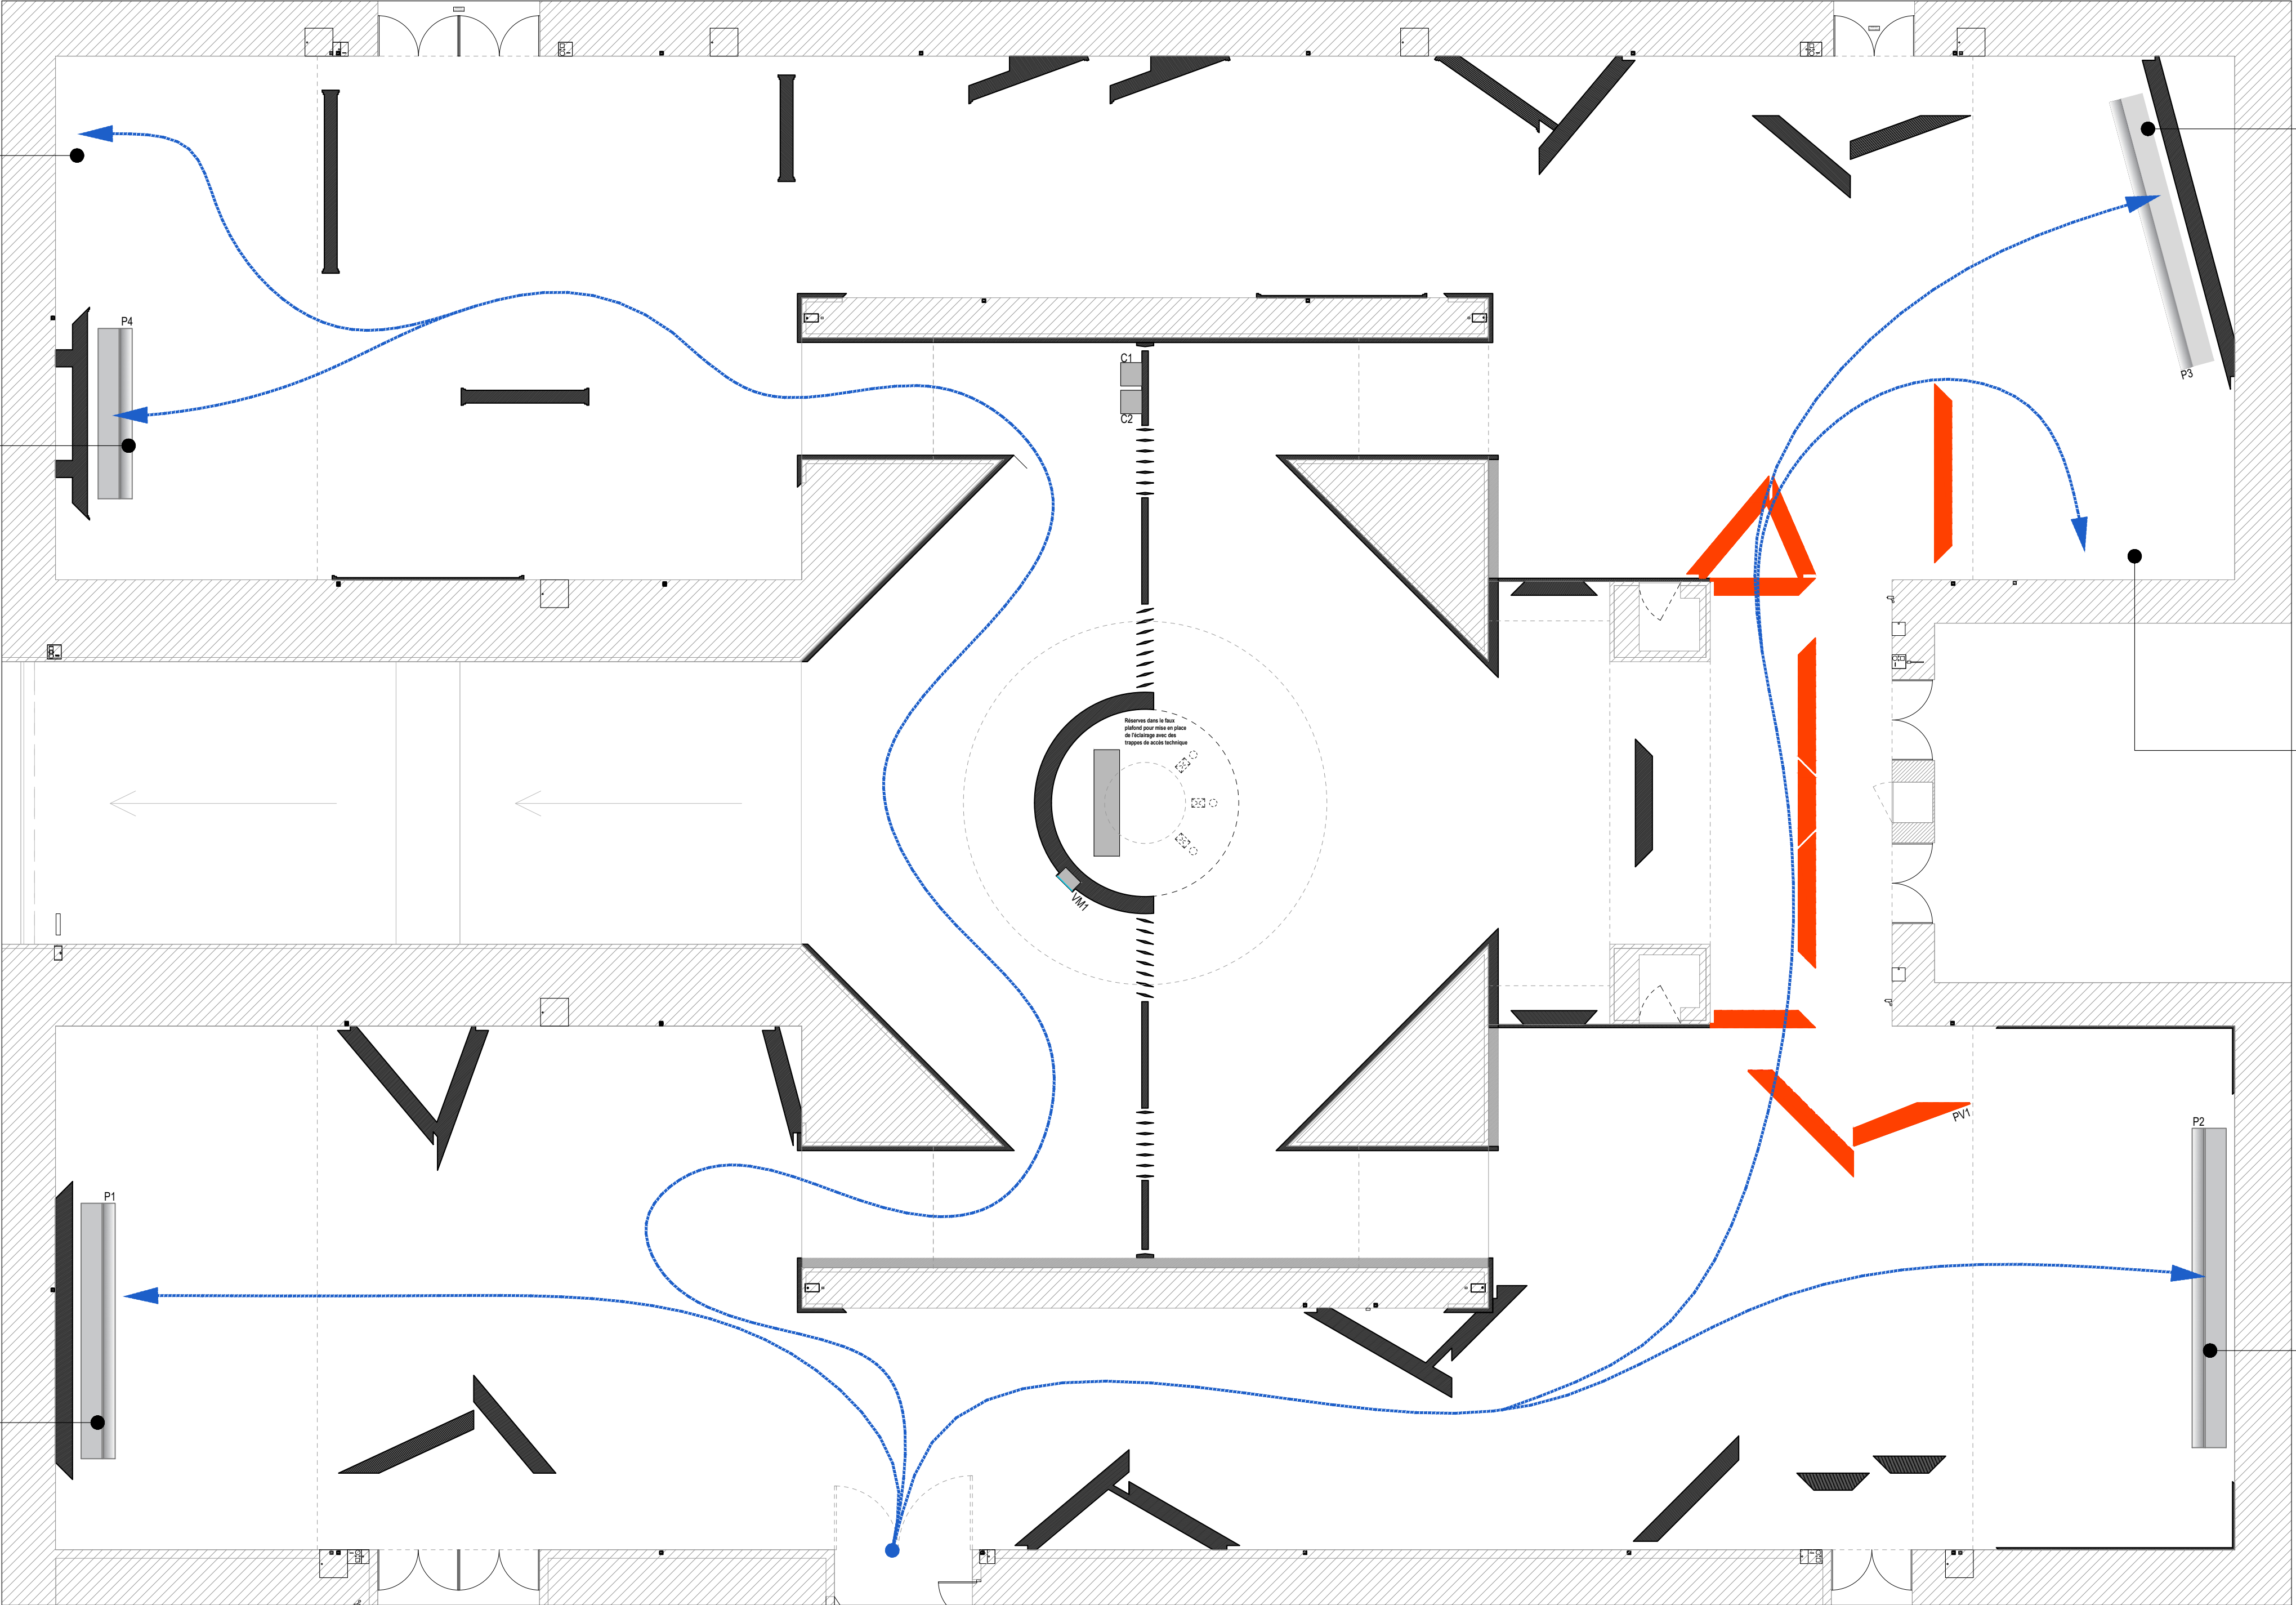 P4
C1
C2
P3
Réserves dans le faux
plafond pour mise en place
de l'éclairage avec des
trappes de accès technique
VM1
PV1
P2
P1